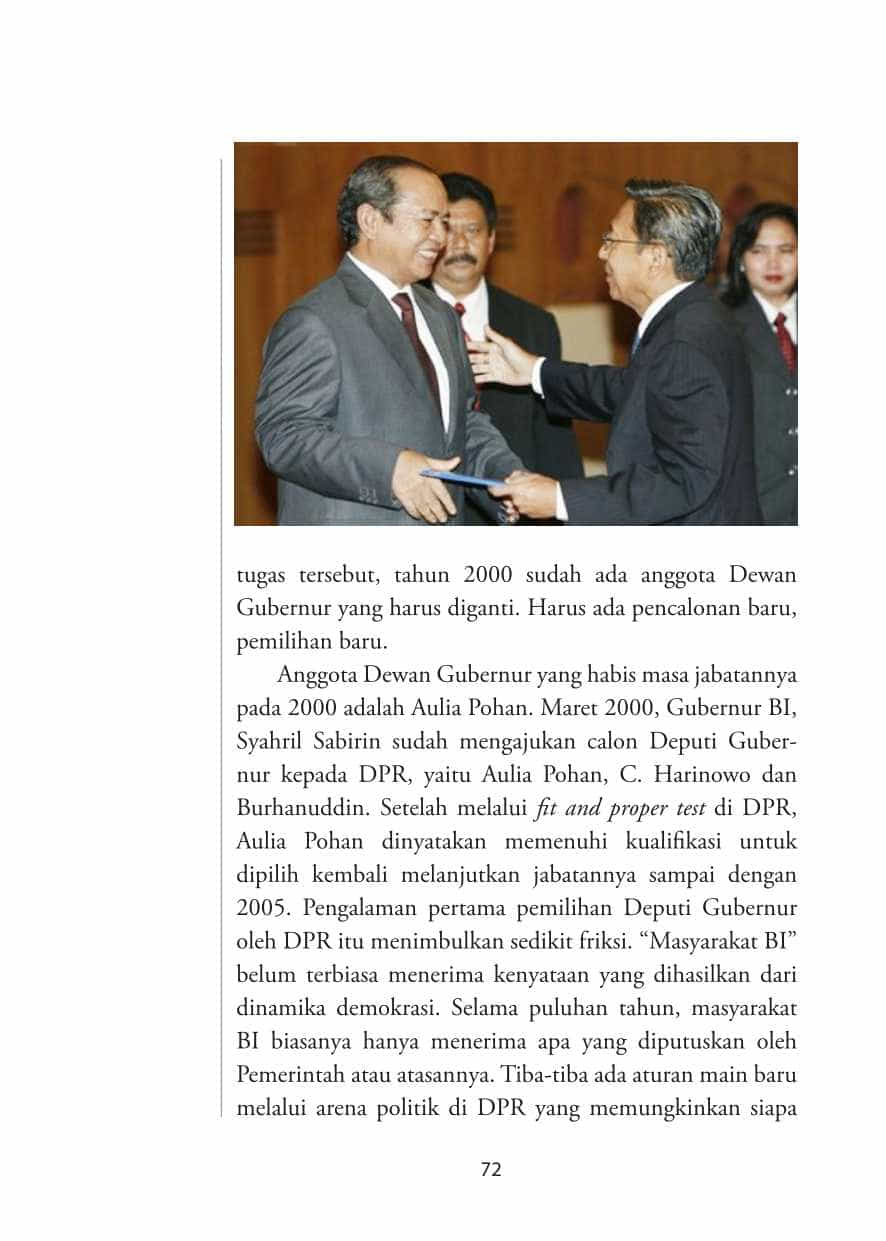 tugas tersebut, tahun 2000 sudah ada anggota Dewan
Gubernur yang harus diganti. Harus ada pencalonan baru,
pemilihan baru.
Anggota Dewan Gubernur yang habis masa jabatannya
pada 2000 adalah Aulia Pohan. Maret 2000, Gubernur BI,
Syahril Sabirin sudah mengajukan calon Deputi Guber-
nur kepada DPR, yaitu Aulia Pohan, C. Harinowo dan
Burhanuddin. Setelah melalui fit and proper test di DPR,
Aulia Pohan dinyatakan memenuhi kualifikasi untuk
dipilih kembali melanjutkan jabatannya sampai dengan
2005. Pengalaman pertama pemilihan Deputi Gubernur
oleh DPR itu menimbulkan sedikit friksi. “Masyarakat BI”
belum terbiasa menerima kenyataan yang dihasilkan dari
dinamika demokrasi. Selama puluhan tahun, masyarakat
BI biasanya hanya menerima apa yang diputuskan oleh
Pemerintah atau atasannya. Tiba-tiba ada aturan main baru
melalui arena politik di DPR yang memungkinkan siapa
72